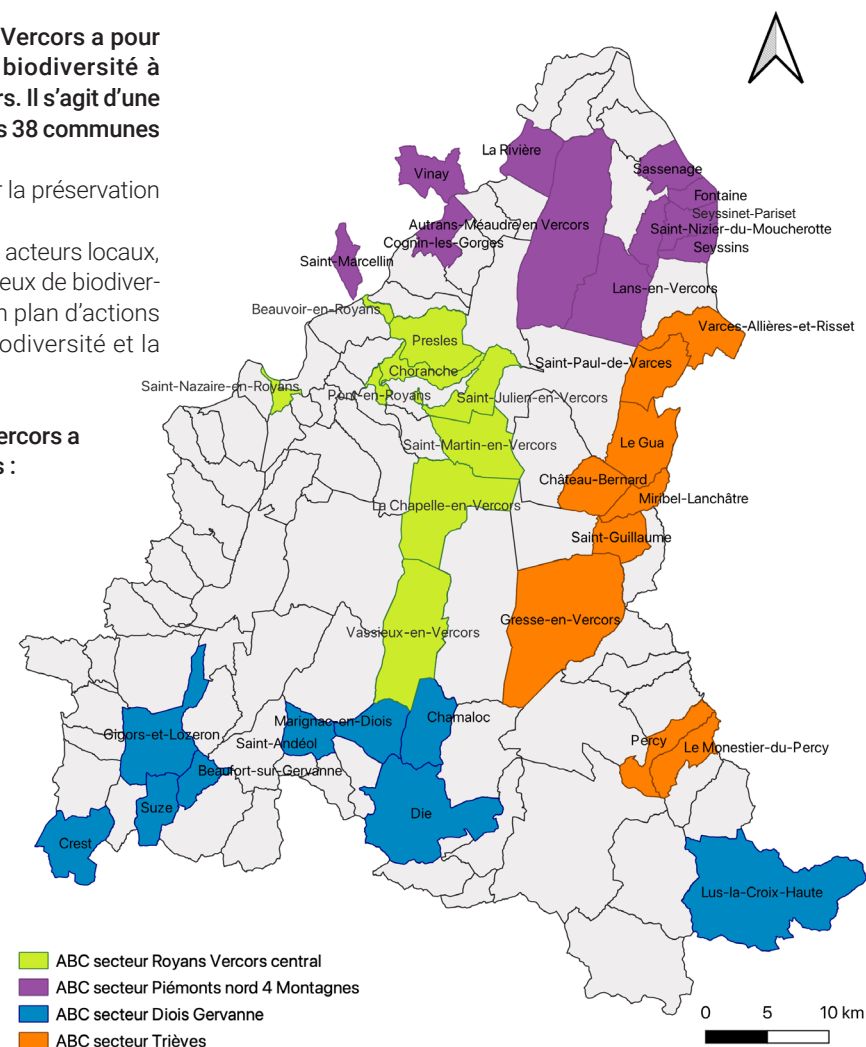 Vercors a pour
biodiversité à
rs. Il s’agit d’une
s 38 communes
r la préservation
acteurs locaux,
eux de biodiver-
n plan d’actions
odiversité et la
ercors a
s :
La Rivière
Vinay
Sassenage
Fontaine
Seyssinet-Pariset
Autrans-Méaudre en Vercors
Saint-Nizier-du-Moucherotte
Cognin-les-Gorges
Seyssins
Saint-Marcellin
Lans-en-Vercors
Beauvoir-en-Royans
Varces-Allières-et-Risset
Presles
Saint-Paul-de-Varces
Choranche
Saint-Nazaire-en-Royans
Pont-en-Royans
Saint-Julien-en-Vercors
Saint-Martin-en-Vercors
Le Gua
Château-Bernard
Miribel-Lanchâtre
La Chapelle-en-Vercors
Saint-Guillaume
Gresse-en-Vercors
Vassieux-en-Vercors
Marignac-en-Diois
Chamaloc
Gigors-et-Lozeron
Saint-Andéol
Percy
Le Monestier-du-Percy
Beaufort-sur-Gervanne
Suze
Die
Crest
Lus-la-Croix-Haute
ABC secteur Royans Vercors central
ABC secteur Piémonts nord 4 Montagnes
ABC secteur Diois Gervanne
ABC secteur Trièves
0 5 10 km